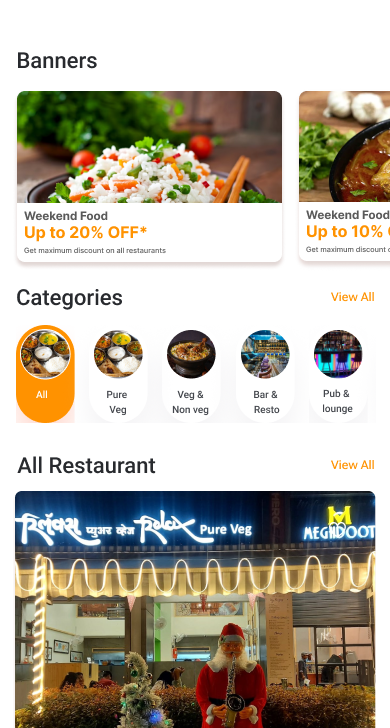 Banners
Weekend Food
Up to 20% OFF*
Get maximum discount on all restaurants
Weekend Food
Up to 10%
Get maximum discount
Categories
View All
All
Pure
Veg
Veg &
Non veg
Bar &
Resto
Pub &
lounge
All Restaurant
View All
रिलॅक्स प्युअर व्हेज Relax Pure Veg
MEGHDOOT